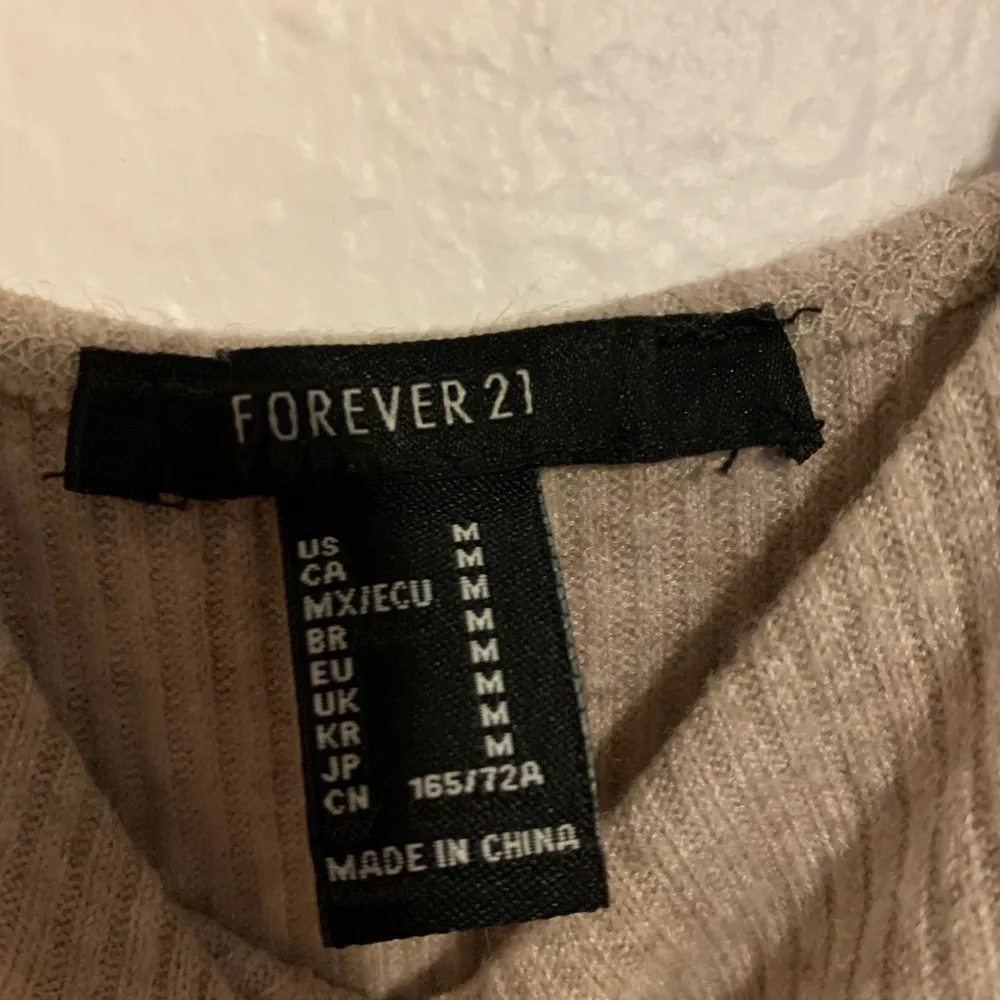 FOREVER 21
US M
CA M
MX/ECU M
BR M
EU M
UK M
KR M
JP M
CN 165/72A
MADE IN CHINA